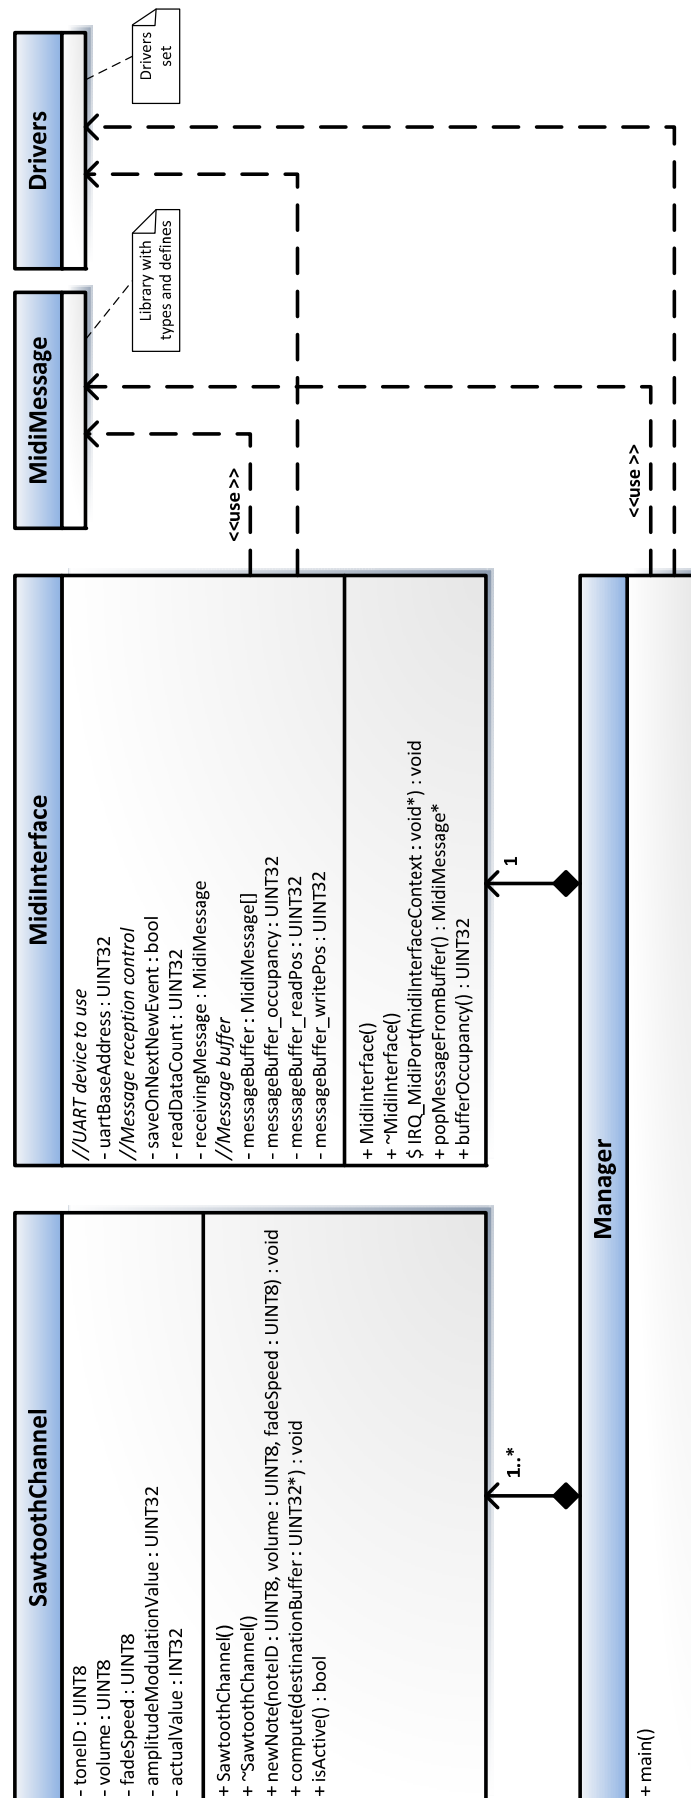 SawtoothChannel
- toneID : UINT8
- volume : UINT8
- fadeSpeed : UINT8
- amplitudeModulationValue : UINT32
- actualValue : INT32
+ SawtoothChannel()
+ ~SawtoothChannel()
+ newNote(noteID : UINT8, volume : UINT8, fadeSpeed : UINT8) : void
+ compute(destinationBuffer : UINT32*) : void
+ isActive() : bool
MidiInterface
//UART device to use
- uartBaseAddress : UINT32
//Message reception control
- saveOnNextNewEvent : bool
- readDataCount : UINT32
- receivingMessage : MidiMessage
//Message buffer
- messageBuffer : MidiMessage[]
- messageBuffer_occupancy : UINT32
- messageBuffer_readPos : UINT32
- messageBuffer_writePos : UINT32
+ MidiInterface()
+ ~MidiInterface()
$ IRQ_MidiPort(midiInterfaceContext : void*) : void
+ popMessageFromBuffer() : MidiMessage*
+ bufferOccupancy() : UINT32
MidiMessage
Library with
types and defines
Drivers
Drivers
set
<<use >>
<<use >>
1..*
1
Manager
+ main()